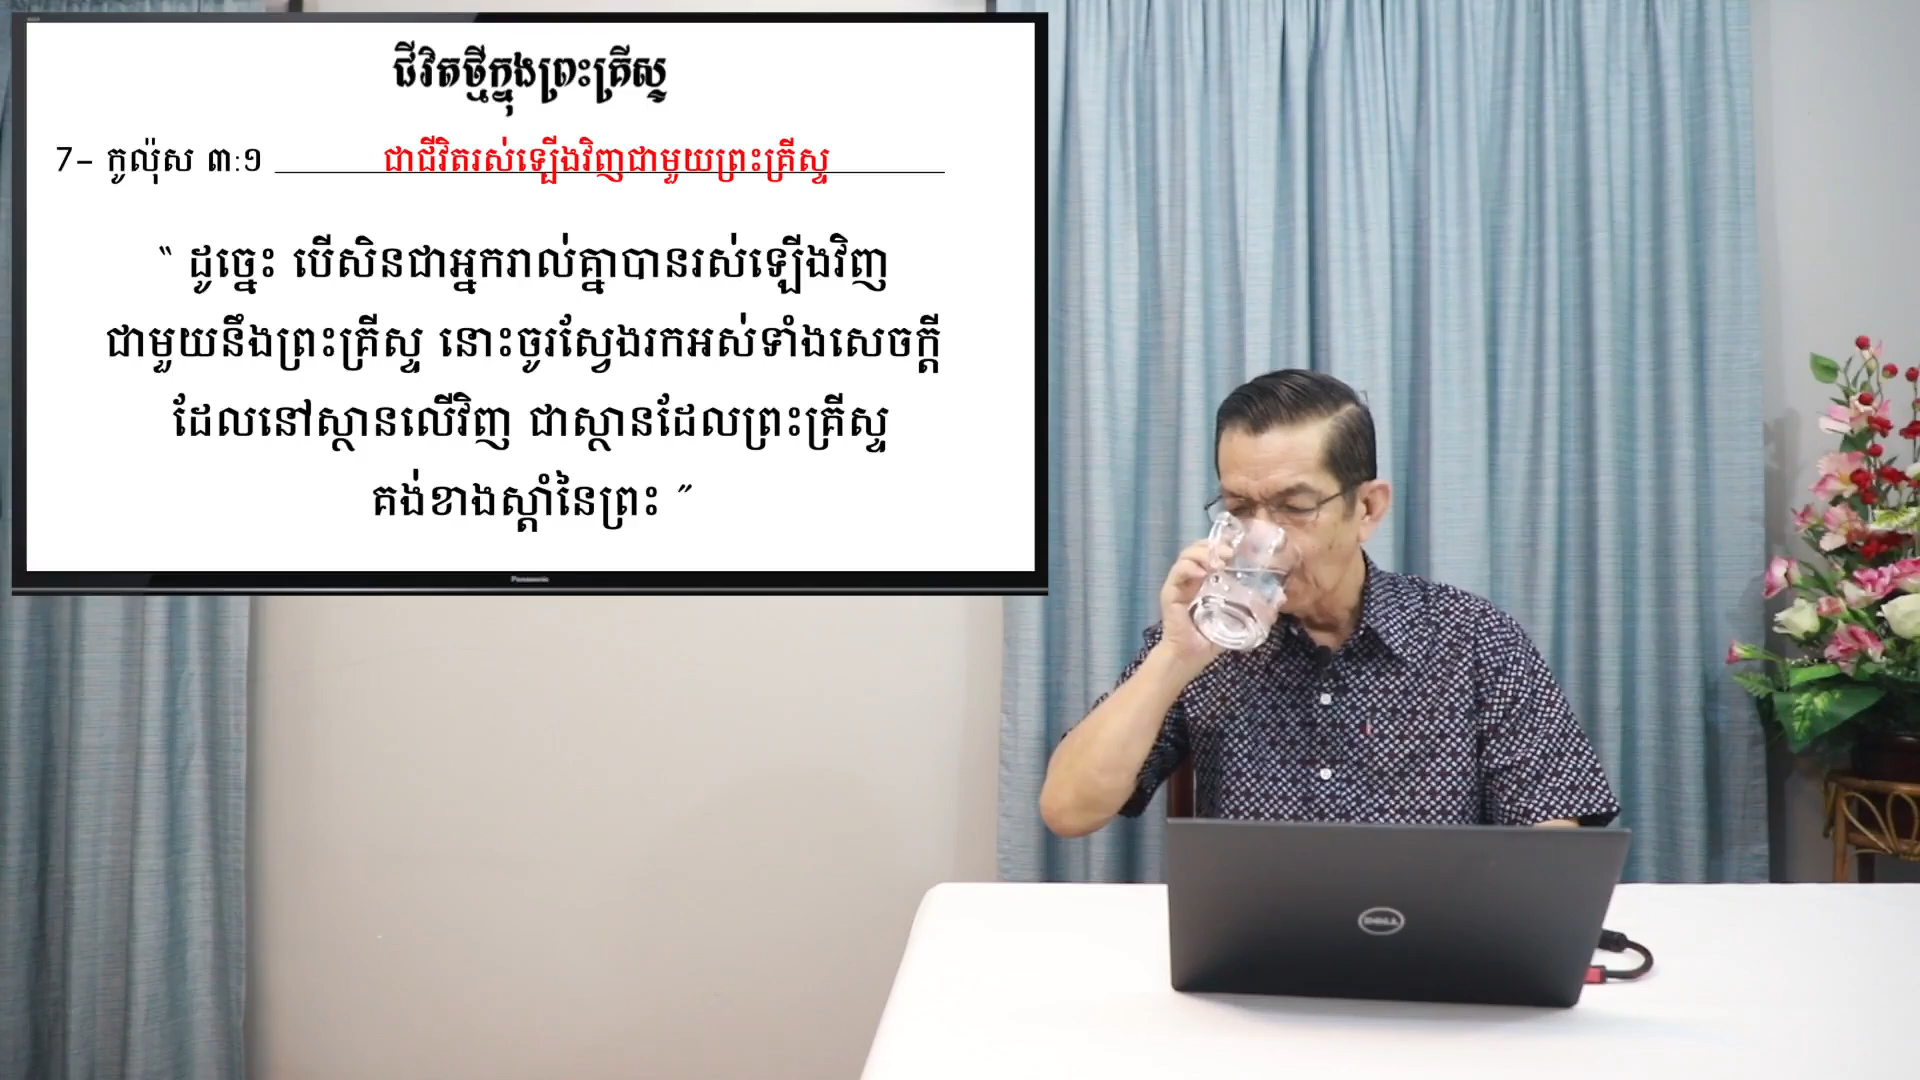 ជីវិតថ្មីក្នុងព្រះគ្រីស្ទ
7- កូល៉ុស ៣:១ ជាជីវិតរស់ឡើងវិញជាមួយព្រះគ្រីស្ទ
“ ដូច្នេះ បើសិនជាអ្នករាល់គ្នាបានរស់ឡើងវិញ
ជាមួយនឹងព្រះគ្រីស្ទ នោះចូរស្វែងរកអស់ទាំងសេចក្ដី
ដែលនៅស្ថានលើវិញ ជាស្ថានដែលព្រះគ្រីស្ទ
គង់ខាងស្ដាំនៃព្រះ ”
Panasonic
DELL